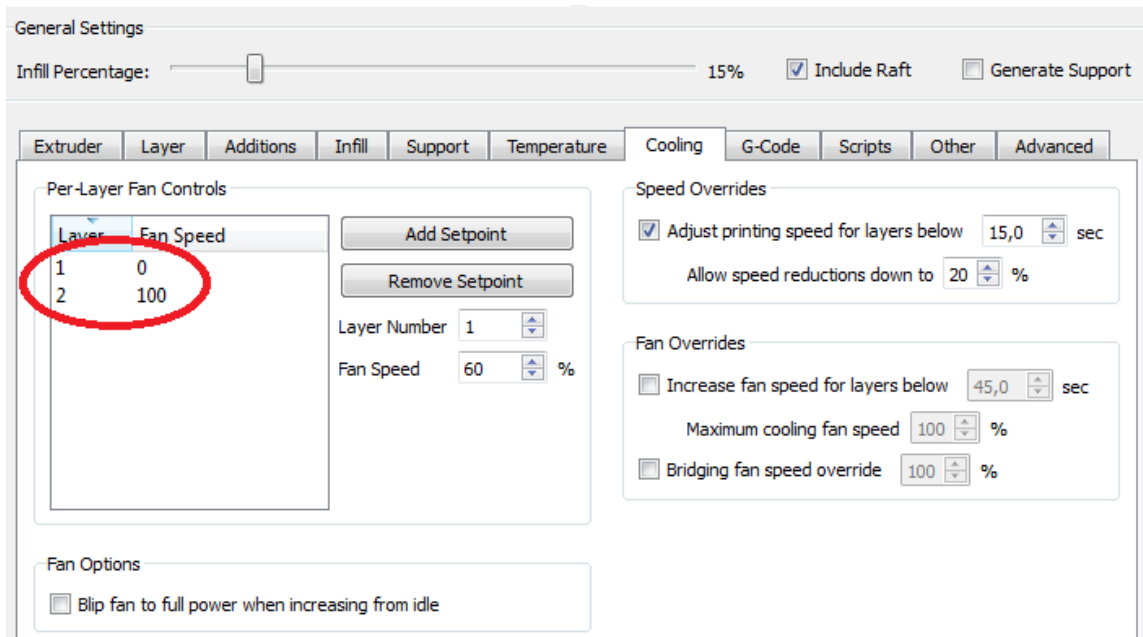 General Settings
Infill Percentage: 15% Include Raft Generate Support
Extruder Layer Additions Infill Support Temperature Cooling G-Code Scripts Other Advanced
Per-Layer Fan Controls
Layer Fan Speed
1 0
2 100
Add Setpoint
Remove Setpoint
Layer Number 1
Fan Speed 60 %
Speed Overrides
Adjust printing speed for layers below 15,0 sec
Allow speed reductions down to 20 %
Fan Overrides
Increase fan speed for layers below 45,0 sec
Maximum cooling fan speed 100 %
Bridging fan speed override 100 %
Fan Options
Blip fan to full power when increasing from idle